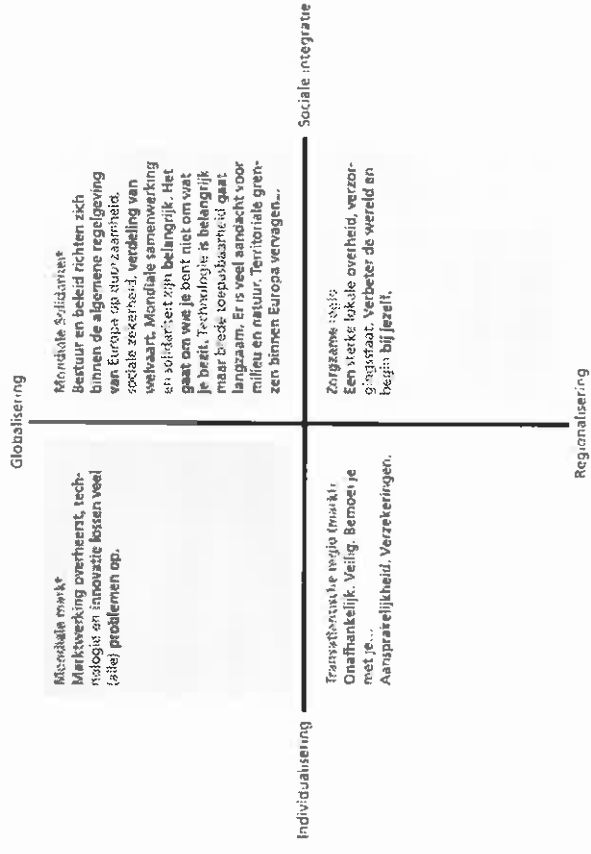 Globalisering
Mondiale markt
Marktwerking overheerst, tech-
nologie en innovatie lossen veel
(alle) problemen op.
Mondiale Solidariteit
Bestuur en beleid richten zich
binnen de algemene regelgeving
van Europa op duurzaamheid,
sociale zekerheid, verdeling van
welvaart. Mondiale samenwerking
en solidariteit zijn belangrijk. Het
gaat om wie je bent niet om wat
je bezit. Technologie is belangrijk
maar brede toepasbaarheid gaat
langzaam. Er is veel aandacht voor
milieu en natuur. Territoriale gren-
zen binnen Europa vervagen...
Individualisering
Sociale integratie
Transatlantische regio (markt)
Onafhankelijk. Veilig. Bemoei je
met je...
Aansprakelijkheid. Verzekeringen.
Zorgzame regio
Een sterke lokale overheid, verzor-
gingsstaat. Verbeter de wereld en
begin bij jezelf.
Regionalisering